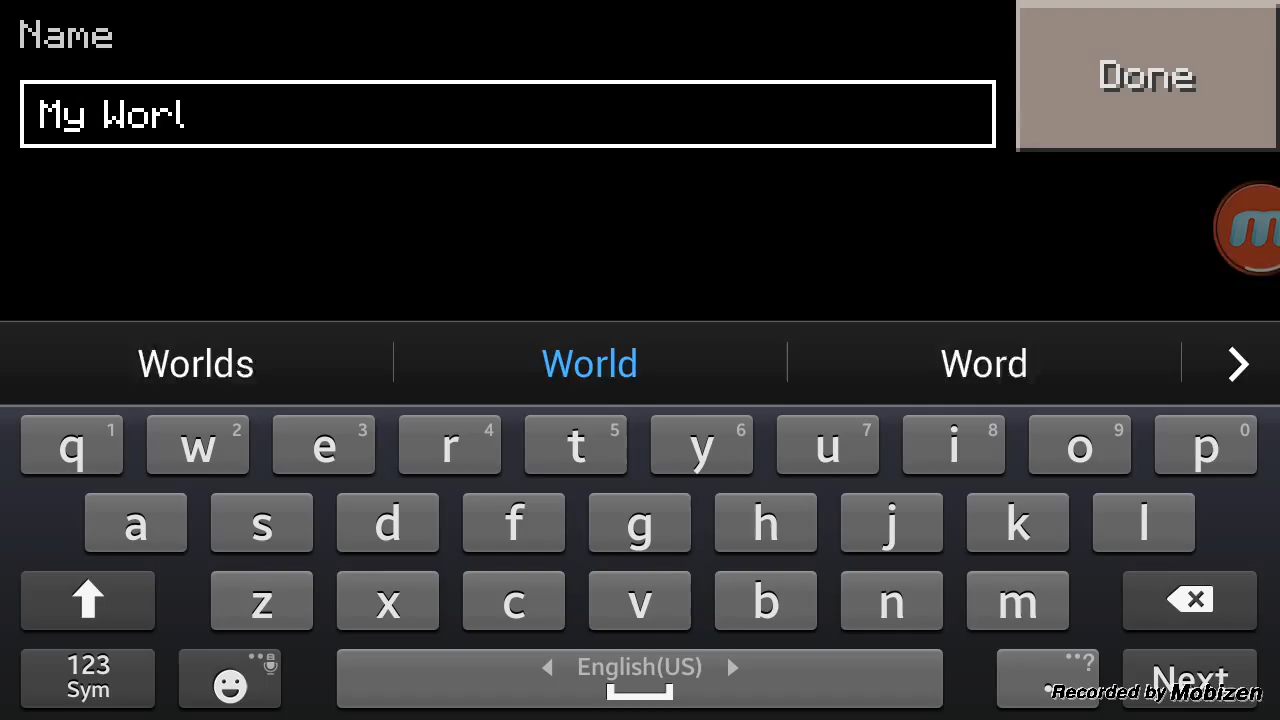 Name
Done
My Worl
m
Worlds World Word
q 1 w 2 e 3 r 4 t 5 y 6 u 7 i 8 o 9 p 0
a s d f g h j k l
z x c v b n m
123 Sym English(US) . ? Next
Recorded by Mobizen